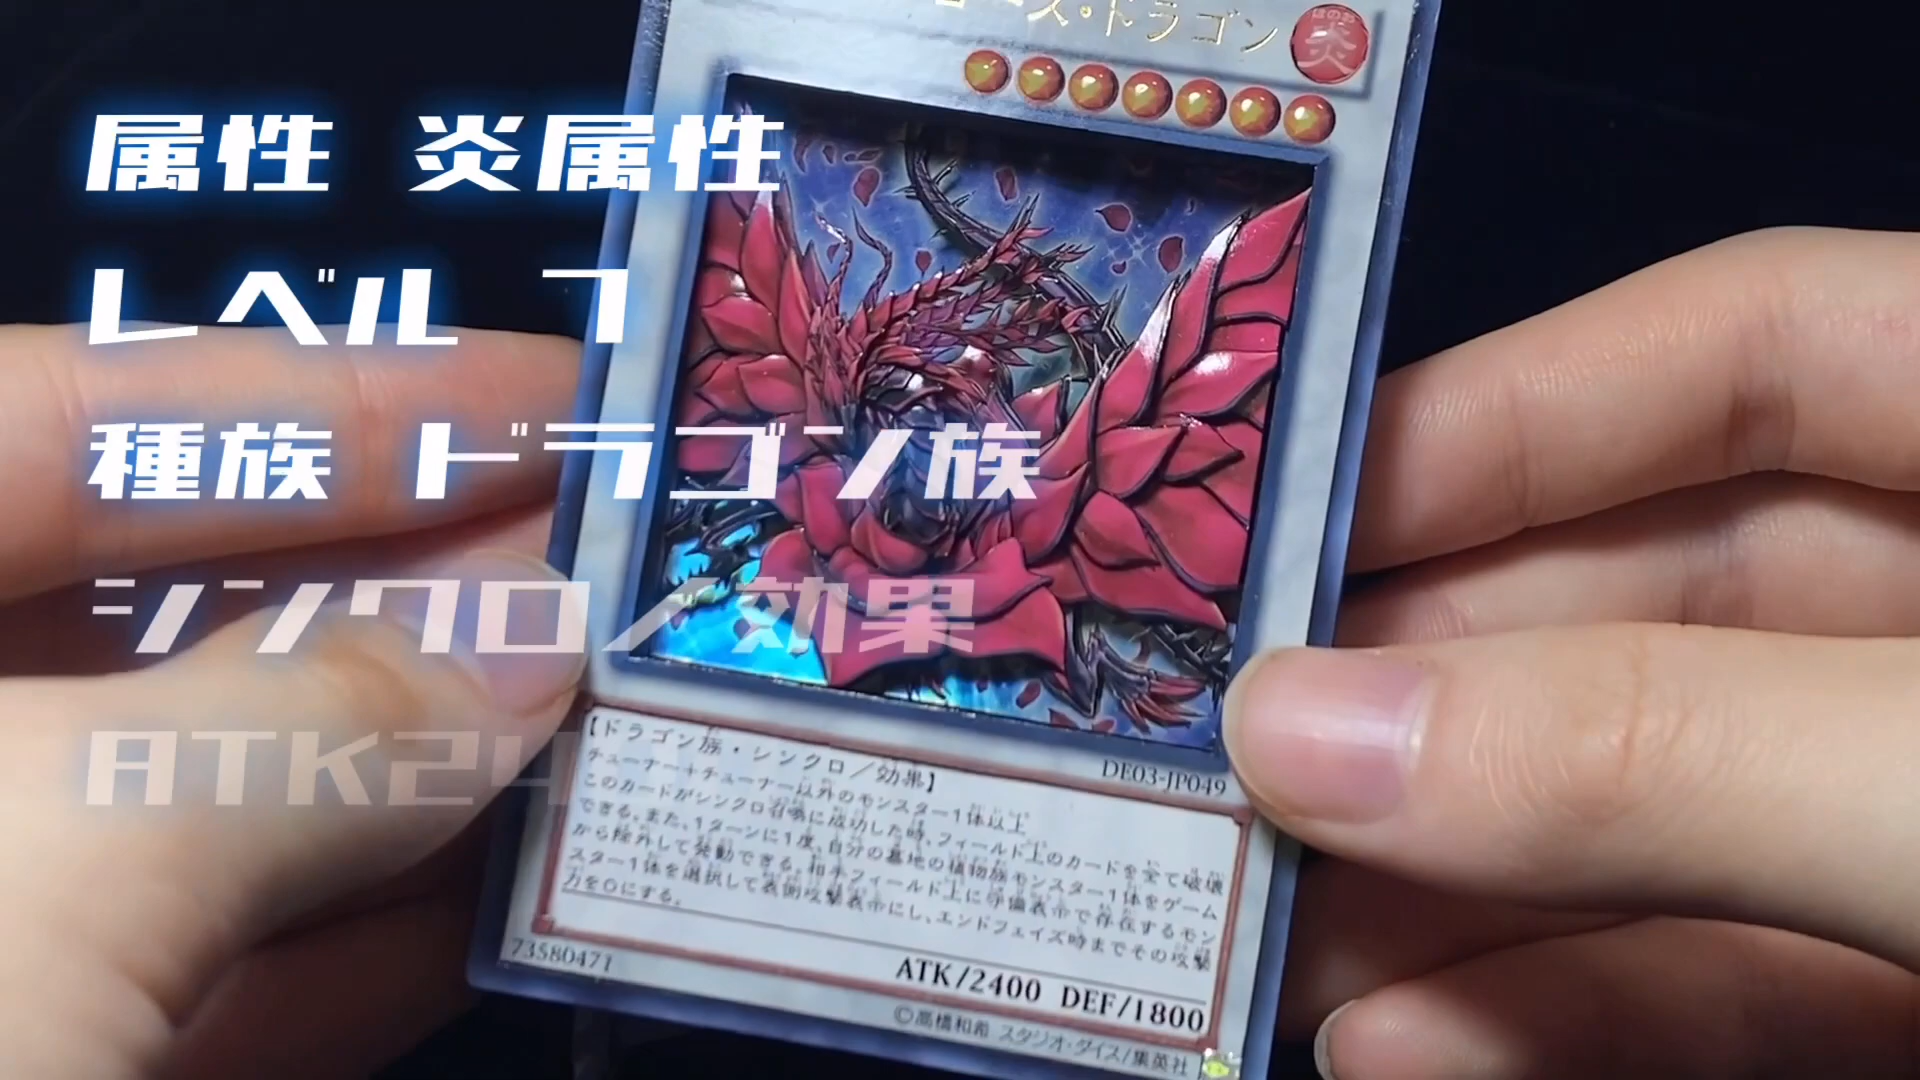 ローズ・ドラゴン
炎
属性 炎属性
レベル 7
種族 ドラゴン族
シンクロ/効果
ATK24
DE03-JP049
【ドラゴン族・シンクロ/効果】
チューナー+チューナー以外のモンスター1体以上
このカードがシンクロ召喚に成功した時、フィールド上のカードを全て破壊
できる。また、1ターンに1度、自分の墓地の植物族モンスター1体をゲーム
から除外して発動できる。相手フィールド上に守備表示で存在するモン
スター1体を選択して表側攻撃表示にし、エンドフェイズ時までその攻撃
力を0にする。
ATK/2400 DEF/1800
73580471
©高橋和希 スタジオ・ダイス/集英社